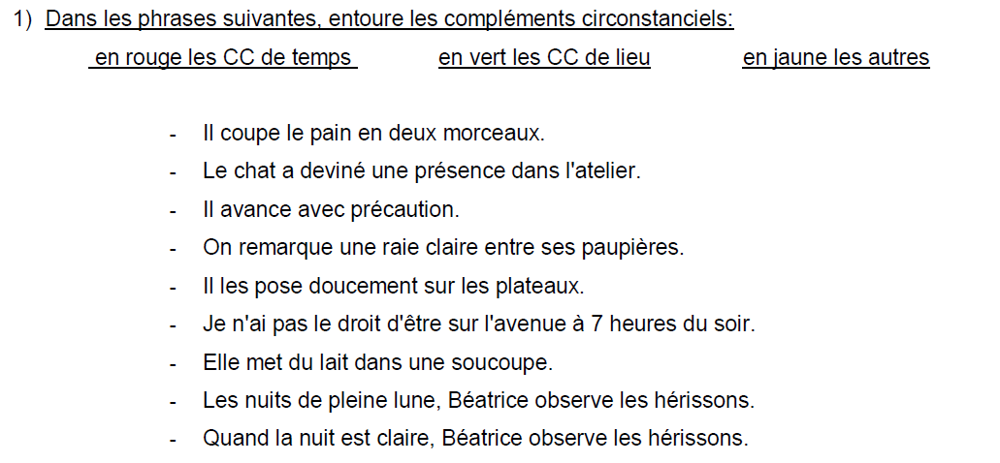 1) Dans les phrases suivantes, entoure les compléments circonstanciels:
en rouge les CC de temps en vert les CC de lieu en jaune les autres
- Il coupe le pain en deux morceaux.
- Le chat a deviné une présence dans l'atelier.
- Il avance avec précaution.
- On remarque une raie claire entre ses paupières.
- Il les pose doucement sur les plateaux.
- Je n'ai pas le droit d'être sur l'avenue à 7 heures du soir.
- Elle met du lait dans une soucoupe.
- Les nuits de pleine lune, Béatrice observe les hérissons.
- Quand la nuit est claire, Béatrice observe les hérissons.